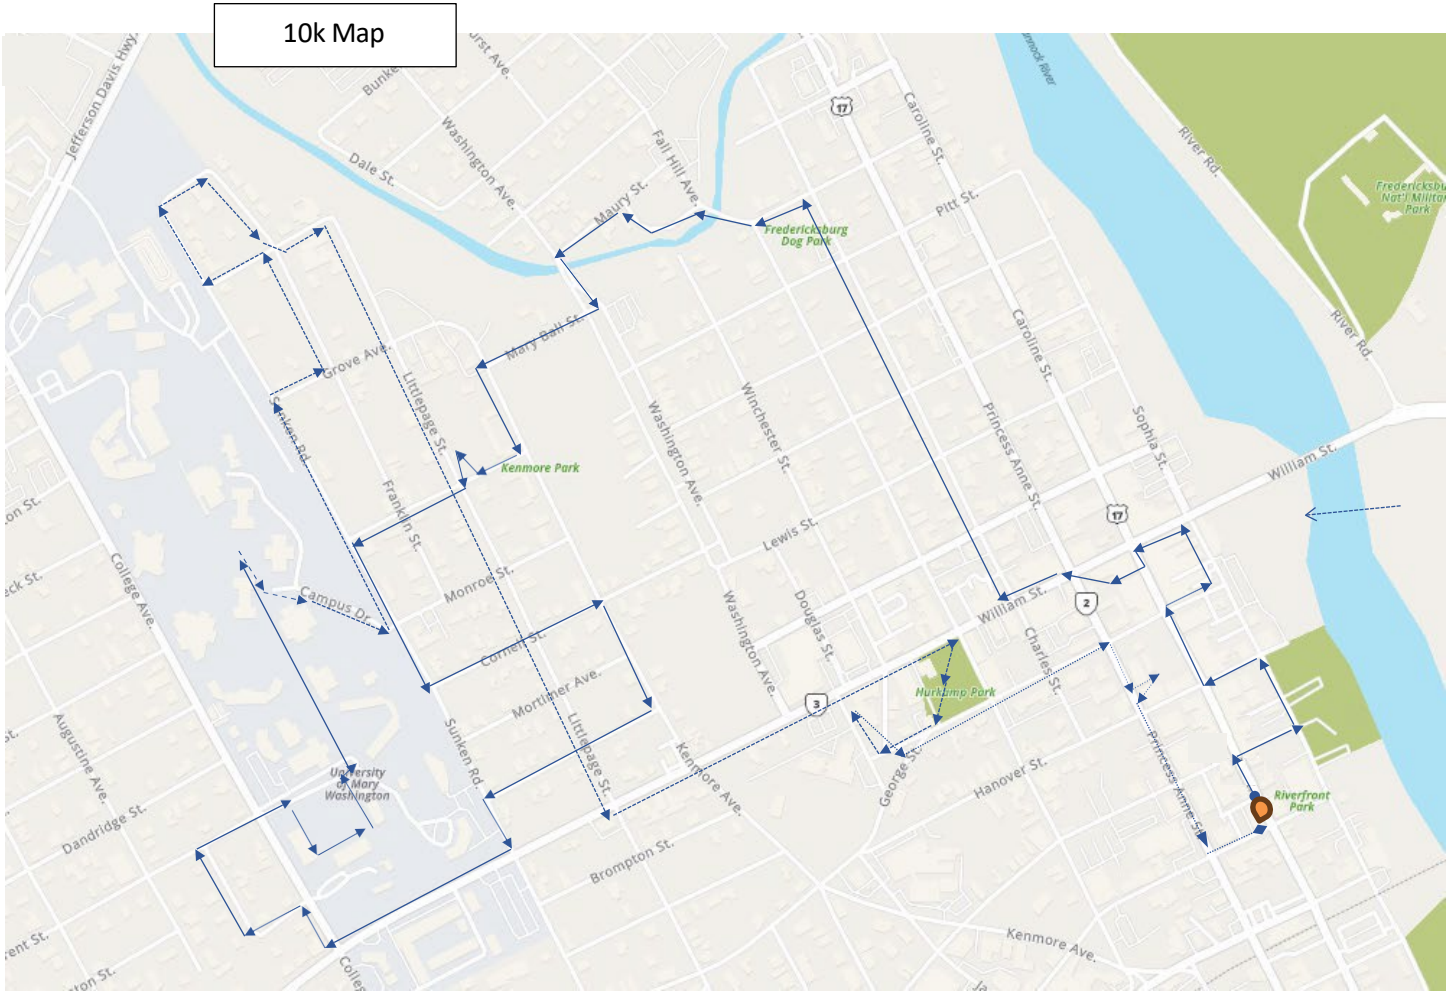 10k Map
Jefferson Davis Hwy.
Dale St.
Washington Ave.
Maury St.
Fall Hill Ave.
17
Caroline St.
Pitt St.
River Rd.
Fredericksburg
Dog Park
River Rd.
Mary Ball St.
Grove Ave.
Littlepage St.
Sunken Rd.
Kenmore Park
Washington Ave.
Winchester St.
Princess Anne St.
Caroline St.
Sophia St.
William St.
17
Franklin St.
Lewis St.
Monroe St.
Campus Dr.
College Ave.
Cornell St.
Mortimer Ave.
Washington Ave.
Douglas St.
William St.
2
Charles St.
Hurkamp Park
3
Augustine Ave.
Sunken Rd.
Littlepage St.
Kenmore Ave.
University
of Mary
Washington
George St.
Hanover St.
Princess Anne St.
Riverfront
Park
Dandridge St.
Brompton St.
Kenmore Ave.